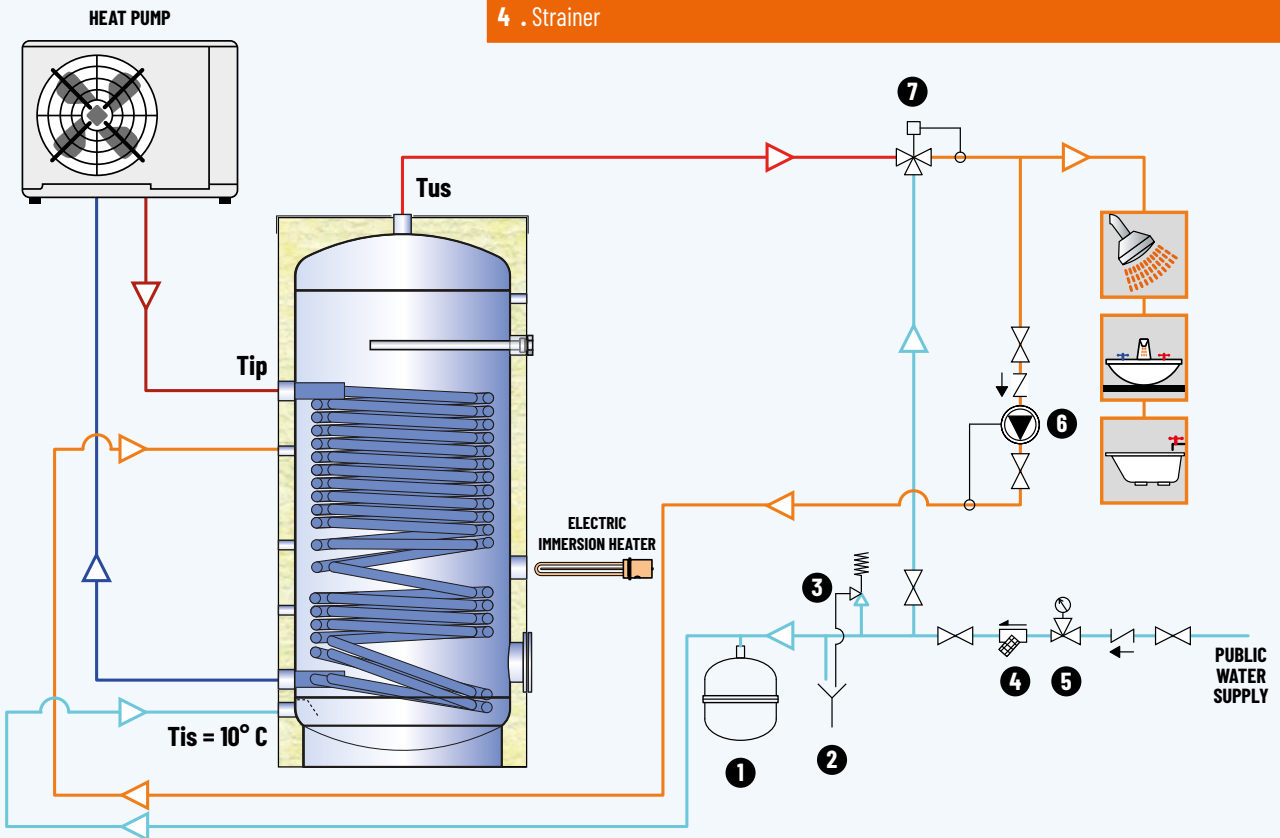 4 . Strainer
HEAT PUMP
7
Tus
Tip
6
ELECTRIC
IMMERSION HEATER
3
4
5
PUBLIC
WATER
SUPPLY
Tis = 10° C
1
2